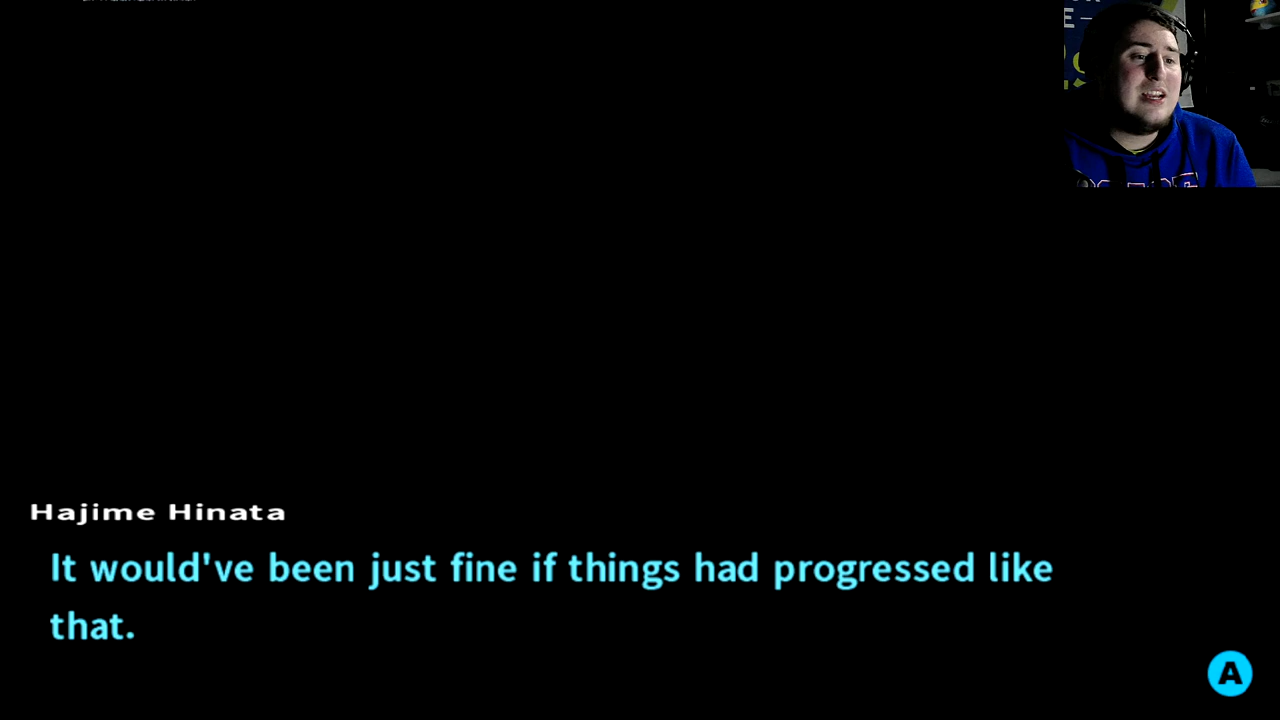 Hajime Hinata
It would've been just fine if things had progressed like
that.
A